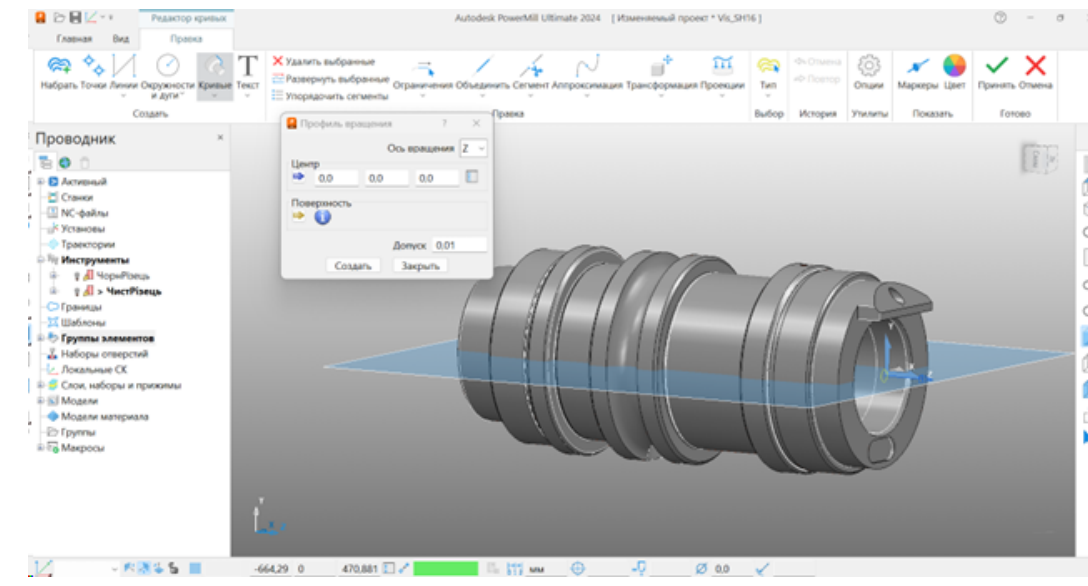 Редактор кривых
Autodesk PowerMill Ultimate 2024 [ Изменяемый проект * Vis_SH16 ]
Главная Вид Правка
Набрать Точки Линии Окружности и дуги Кривые Текст
Удалить выбранные
Развернуть выбранные
Упорядочить сегменты
Ограничения Объединить Сегмент Аппроксимация Трансформация Проекции
Тип
Отмена
Повтор
Опции Маркеры Цвет Принять Отмена
Создать Правка Выбор История Утилиты Показать Готово
Профиль вращения ?
Ось вращения Z
Центр
0,0 0,0 0,0
Поверхность
Допуск 0,01
Создать Закрыть
Проводник
Активный
Станки
NC-файлы
Установы
Траектории
Инструменты
ЧорнРізець
> ЧистРізець
Границы
Шаблоны
Группы элементов
Наборы отверстий
Локальные СК
Слои, наборы и прижимы
Модели
Модели материала
Группы
Макросы
Y
-664,29 0 470,881 мм 0,0